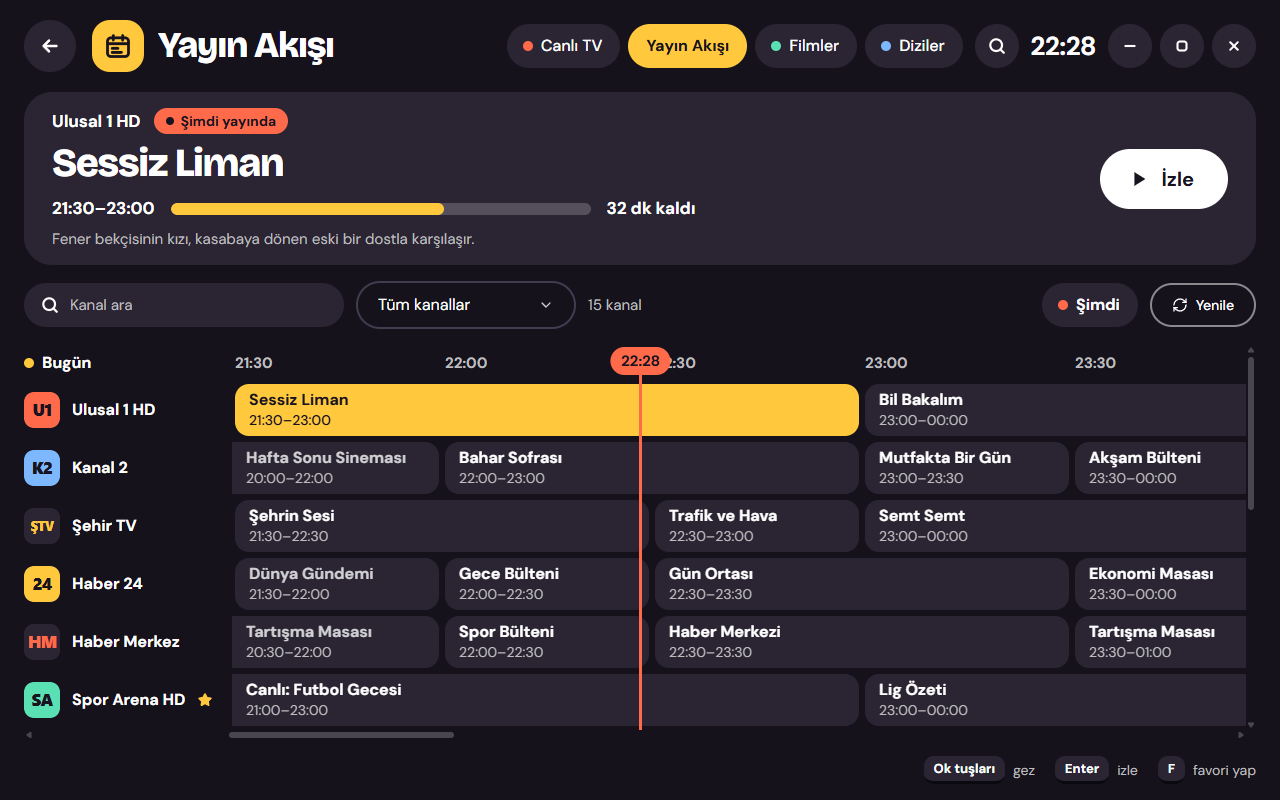 Yayın Akışı
Canlı TV
Yayın Akışı
Filmler
Diziler
22:28
Ulusal 1 HD
Şimdi yayında
Sessiz Liman
21:30–23:00
32 dk kaldı
İzle
Fener bekçisinin kızı, kasabaya dönen eski bir dostla karşılaşır.
Kanal ara
Tüm kanallar
15 kanal
Şimdi
Yenile
Bugün
21:30
22:00
22:28
:30
23:00
23:30
U1
Ulusal 1 HD
Sessiz Liman
21:30–23:00
Bil Bakalım
23:00–00:00
K2
Kanal 2
Hafta Sonu Sineması
20:00–22:00
Bahar Sofrası
22:00–23:00
Mutfakta Bir Gün
23:00–23:30
Akşam Bülteni
23:30–00:00
ŞTV
Şehir TV
Şehrin Sesi
21:30–22:30
Trafik ve Hava
22:30–23:00
Semt Semt
23:00–00:00
24
Haber 24
Dünya Gündemi
21:30–22:00
Gece Bülteni
22:00–22:30
Gün Ortası
22:30–23:30
Ekonomi Masası
23:30–00:00
HM
Haber Merkez
Tartışma Masası
20:30–22:00
Spor Bülteni
22:00–22:30
Haber Merkezi
22:30–23:30
Tartışma Masası
23:30–01:00
SA
Spor Arena HD
Canlı: Futbol Gecesi
21:00–23:00
Lig Özeti
23:00–00:00
Ok tuşları gez
Enter izle
F favori yap